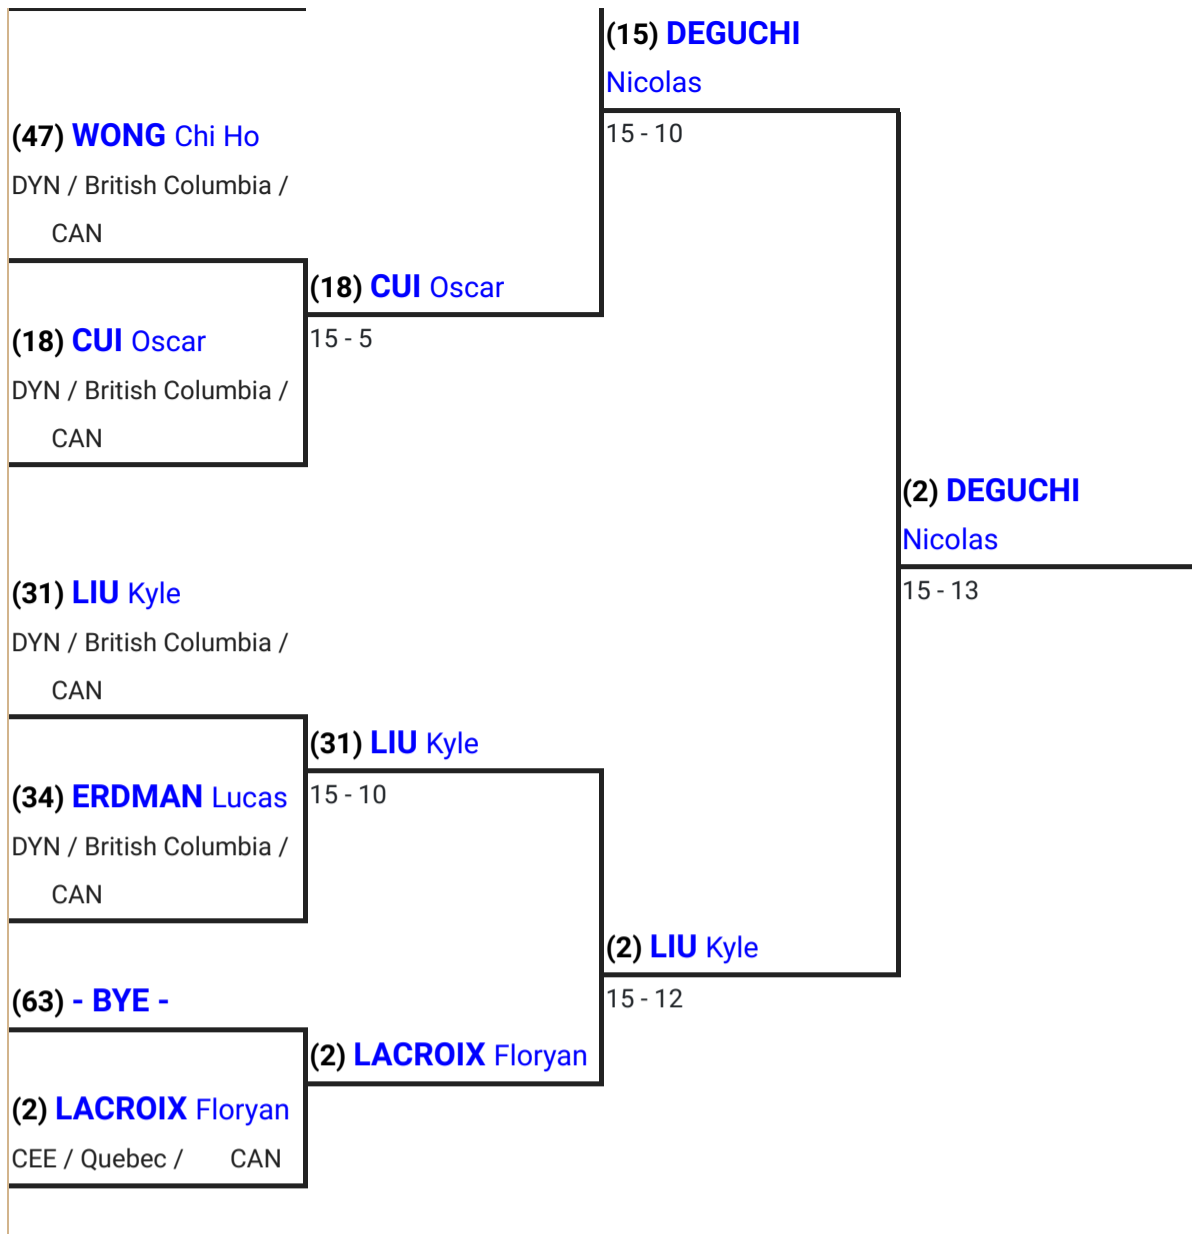 (47) WONG Chi Ho
DYN / British Columbia /
CAN
(18) CUI Oscar
DYN / British Columbia /
CAN
(31) LIU Kyle
DYN / British Columbia /
CAN
(34) ERDMAN Lucas
DYN / British Columbia /
CAN
(63) - BYE -
(2) LACROIX Floryan
CEE / Quebec / CAN
(18) CUI Oscar
15 - 5
(31) LIU Kyle
15 - 10
(2) LACROIX Floryan
(15) DEGUCHI
Nicolas
15 - 10
(2) LIU Kyle
15 - 12
(2) DEGUCHI
Nicolas
15 - 13